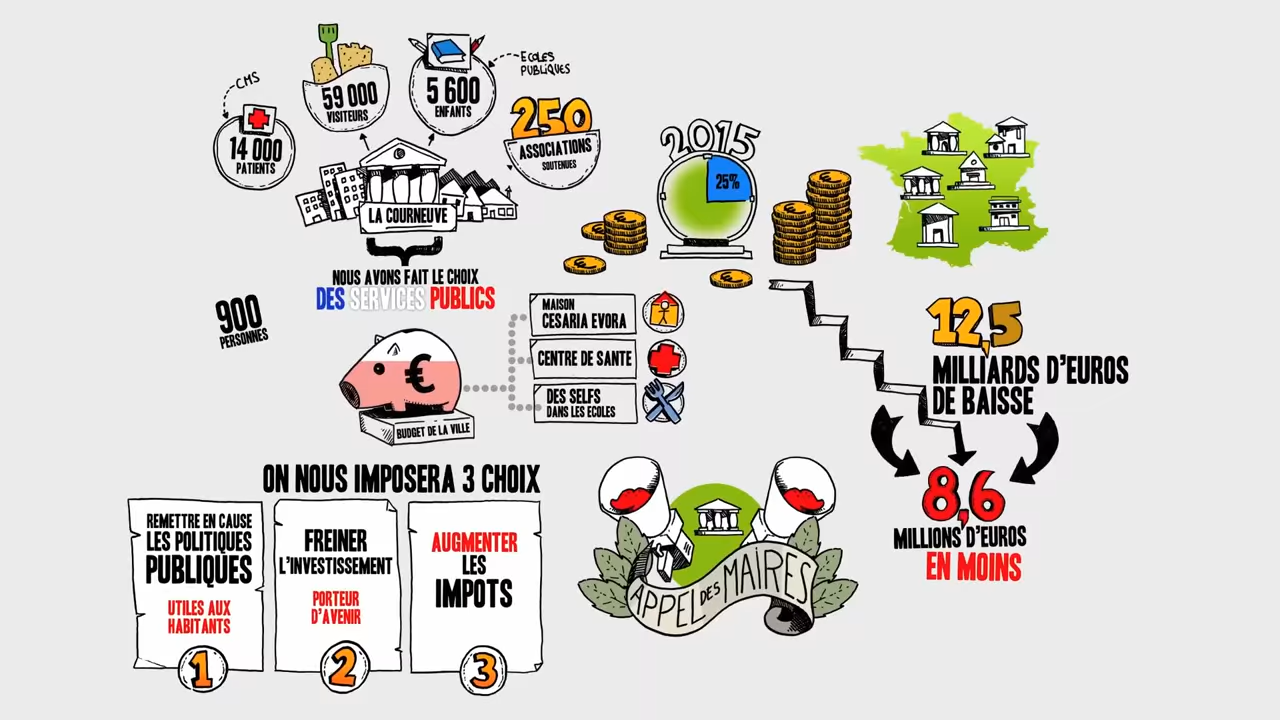 CMS
14 000
PATIENTS
59 000
VISITEURS
5 600
ENFANTS
ECOLES
PUBLIQUES
250
ASSOCIATIONS
SOUTENUES
LA COURNEUVE
NOUS AVONS FAIT LE CHOIX
DES SERVICES PUBLICS
900
PERSONNES
€
BUDGET DE LA VILLE
MAISON
CESARIA EVORA
CENTRE DE SANTE
DES SELFS
DANS LES ECOLES
2015
25%
12,5
MILLIARDS D'EUROS
DE BAISSE
8,6
MILLIONS D'EUROS
EN MOINS
ON NOUS IMPOSERA 3 CHOIX
REMETTRE EN CAUSE
LES POLITIQUES
PUBLIQUES
UTILES AUX
HABITANTS
1
FREINER
L'INVESTISSEMENT
PORTEUR
D'AVENIR
2
AUGMENTER
LES
IMPOTS
3
APPEL DES MAIRES